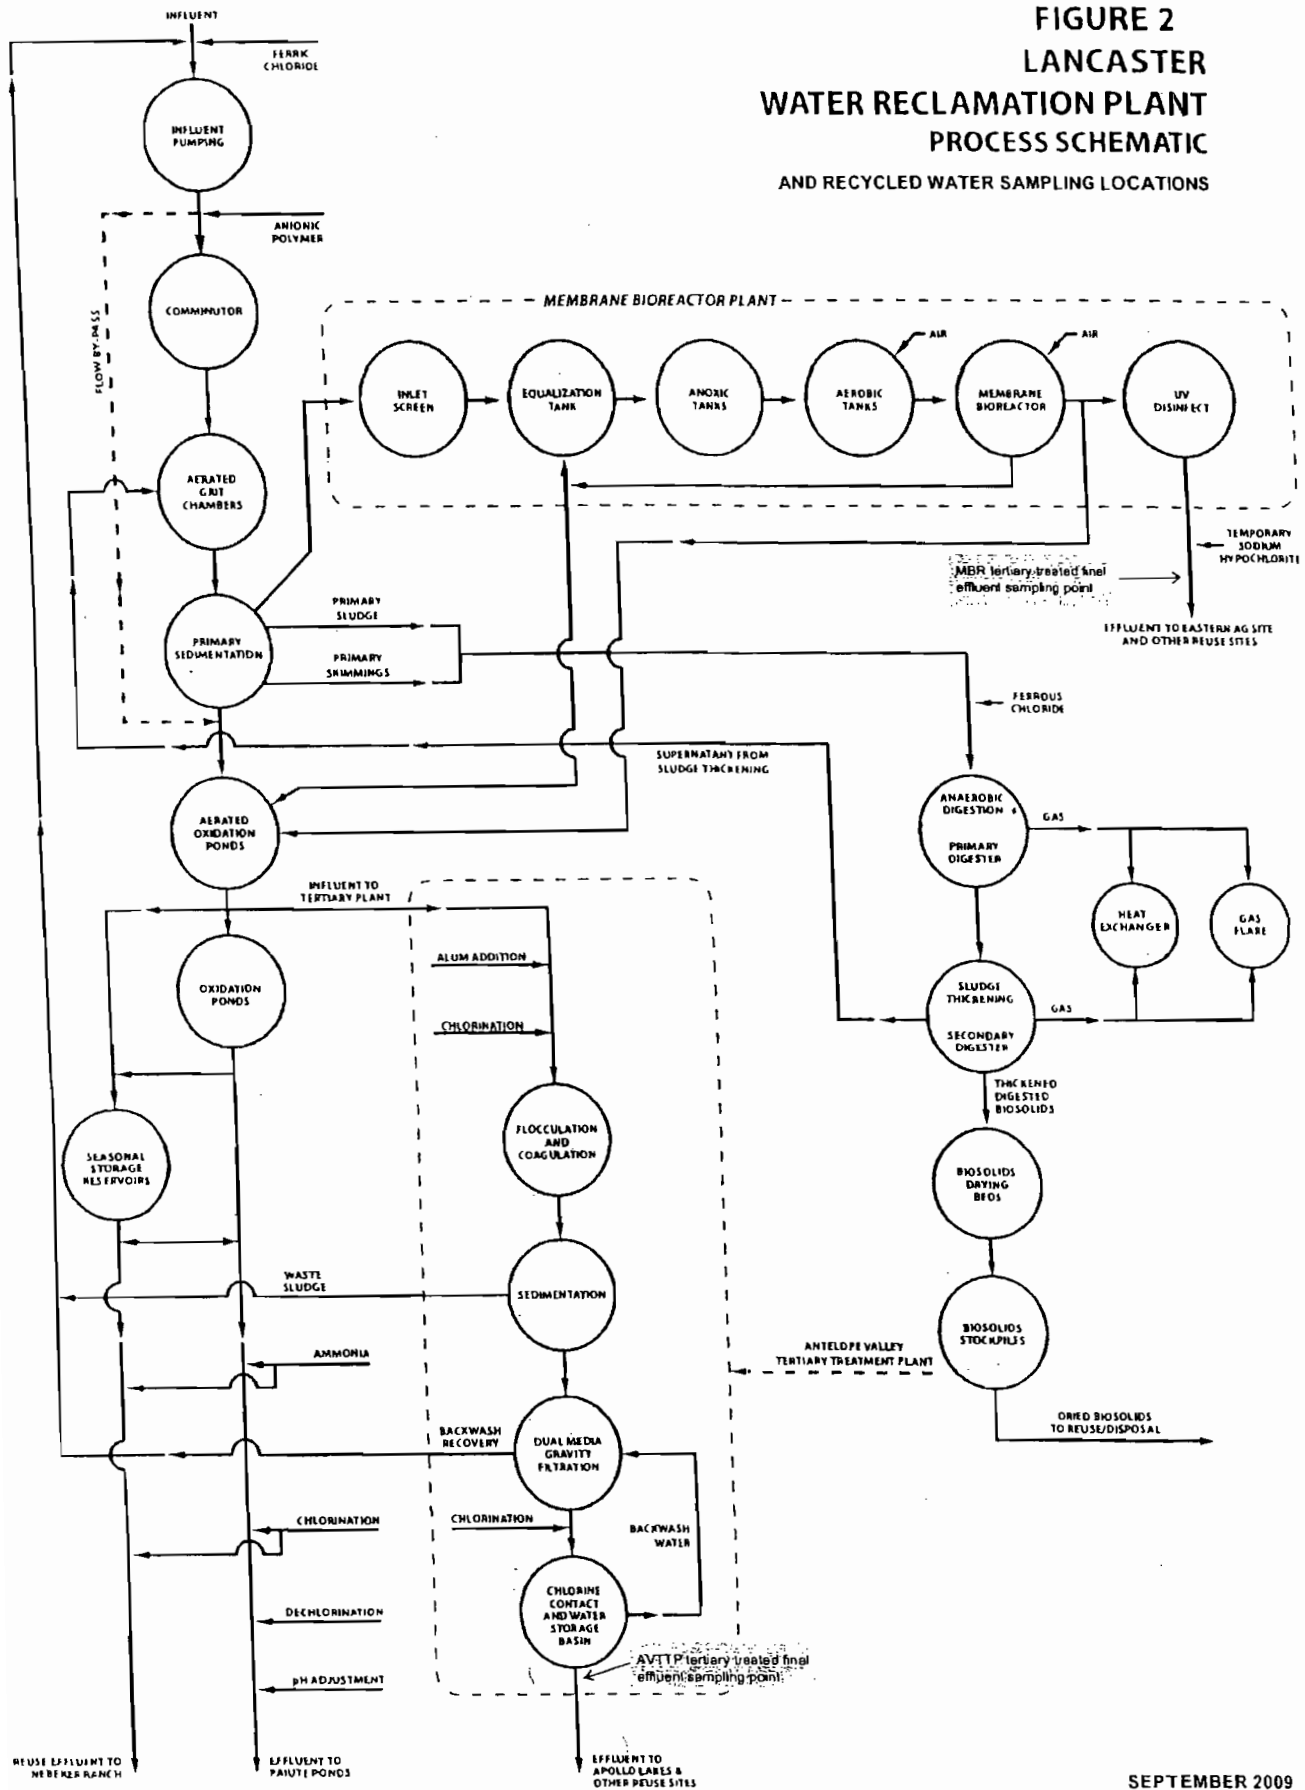 FIGURE 2
LANCASTER
WATER RECLAMATION PLANT
PROCESS SCHEMATIC
AND RECYCLED WATER SAMPLING LOCATIONS
INFLUENT
FERRIC
CHLORIDE
INFLUENT
PUMPING
ANIONIC
POLYMER
COMMINUTOR
FLOW BY-PASS
MEMBRANE BIOREACTOR PLANT
AIR
AIR
INLET
SCREEN
EQUALIZATION
TANK
ANOXIC
TANKS
AEROBIC
TANKS
MEMBRANE
BIOREACTOR
UV
DISINFECT
AERATED
GRIT
CHAMBERS
TEMPORARY
SODIUM
HYPOCHLORITE
MBR tertiary treated final
effluent sampling point
EFFLUENT TO EASTERN AG SITE
AND OTHER REUSE SITES
PRIMARY
SLUDGE
PRIMARY
SEDIMENTATION
PRIMARY
SKIMMINGS
FERROUS
CHLORIDE
SUPERNATANT FROM
SLUDGE THICKENING
AERATED
OXIDATION
PONDS
ANAEROBIC
DIGESTION
PRIMARY
DIGESTER
GAS
INFLUENT TO
TERTIARY PLANT
HEAT
EXCHANGER
GAS
FLARE
ALUM ADDITION
OXIDATION
PONDS
SLUDGE
THICKENING
SECONDARY
DIGESTER
GAS
CHLORINATION
THICKENED
DIGESTED
BIOSOLIDS
FLOCCULATION
AND
COAGULATION
SEASONAL
STORAGE
RESERVOIRS
BIOSOLIDS
DRYING
BEDS
WASTE
SLUDGE
SEDIMENTATION
BIOSOLIDS
STOCKPILES
AMMONIA
ANTELOPE VALLEY
TERTIARY TREATMENT PLANT
DRIED BIOSOLIDS
TO REUSE/DISPOSAL
BACKWASH
RECOVERY
DUAL MEDIA
GRAVITY
FILTRATION
CHLORINATION
CHLORINATION
BACKWASH
WATER
CHLORINE
CONTACT
AND WATER
STORAGE
BASIN
DECHLORINATION
AVTTP tertiary treated final
effluent sampling point
pH ADJUSTMENT
REUSE EFFLUENT TO
NEBEKER RANCH
EFFLUENT TO
PAIUTE PONDS
EFFLUENT TO
APOLLO LAKES &
OTHER REUSE SITES
SEPTEMBER 2009